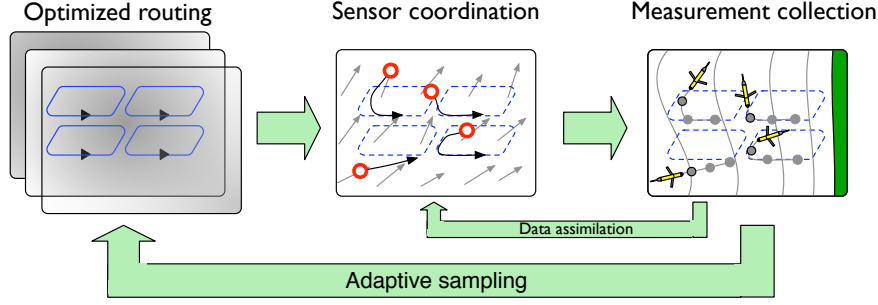 Optimized routing
Sensor coordination
Measurement collection
Data assimilation
Adaptive sampling